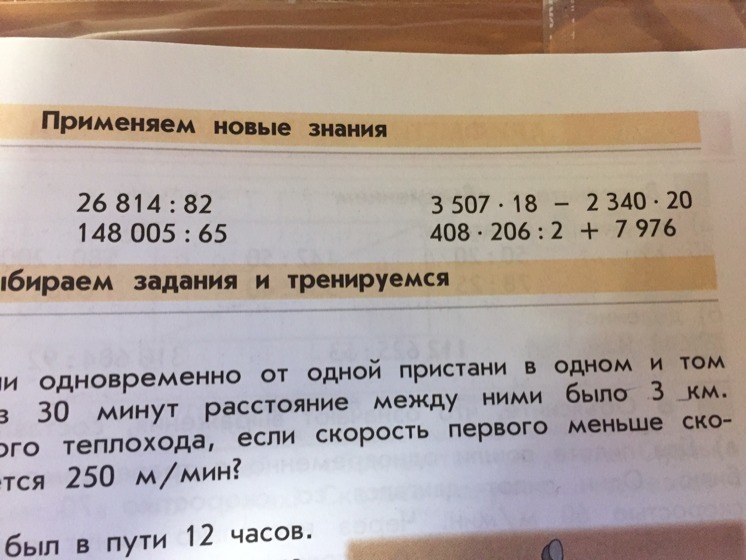 Применяем новые знания
26 814 : 82
148 005 : 65
3 507 · 18 − 2 340 · 20
408 · 206 : 2 + 7 976
ыбираем задания и тренируемся
ли одновременно от одной пристани в одном и том
з 30 минут расстояние между ними было 3 км.
ого теплохода, если скорость первого меньше ско-
ется 250 м/мин?
был в пути 12 часов.